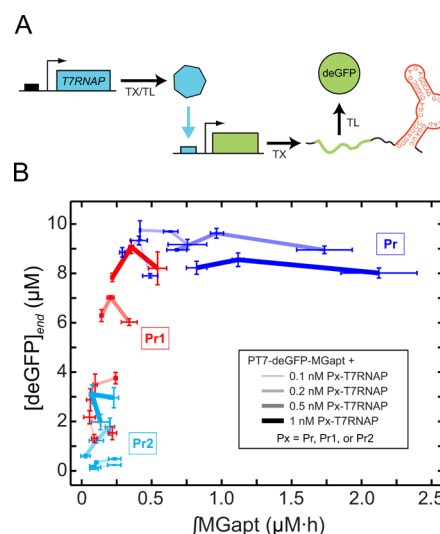 A
T7RNAP
TX/TL
TX
deGFP
TL
B
[deGFP]end (µM)
10
8
6
4
2
0
Pr
Pr1
Pr2
PT7-deGFP-MGapt +
0.1 nM Px-T7RNAP
0.2 nM Px-T7RNAP
0.5 nM Px-T7RNAP
1 nM Px-T7RNAP
Px = Pr, Pr1, or Pr2
0 0.5 1.0 1.5 2.0 2.5
∫MGapt (µM·h)